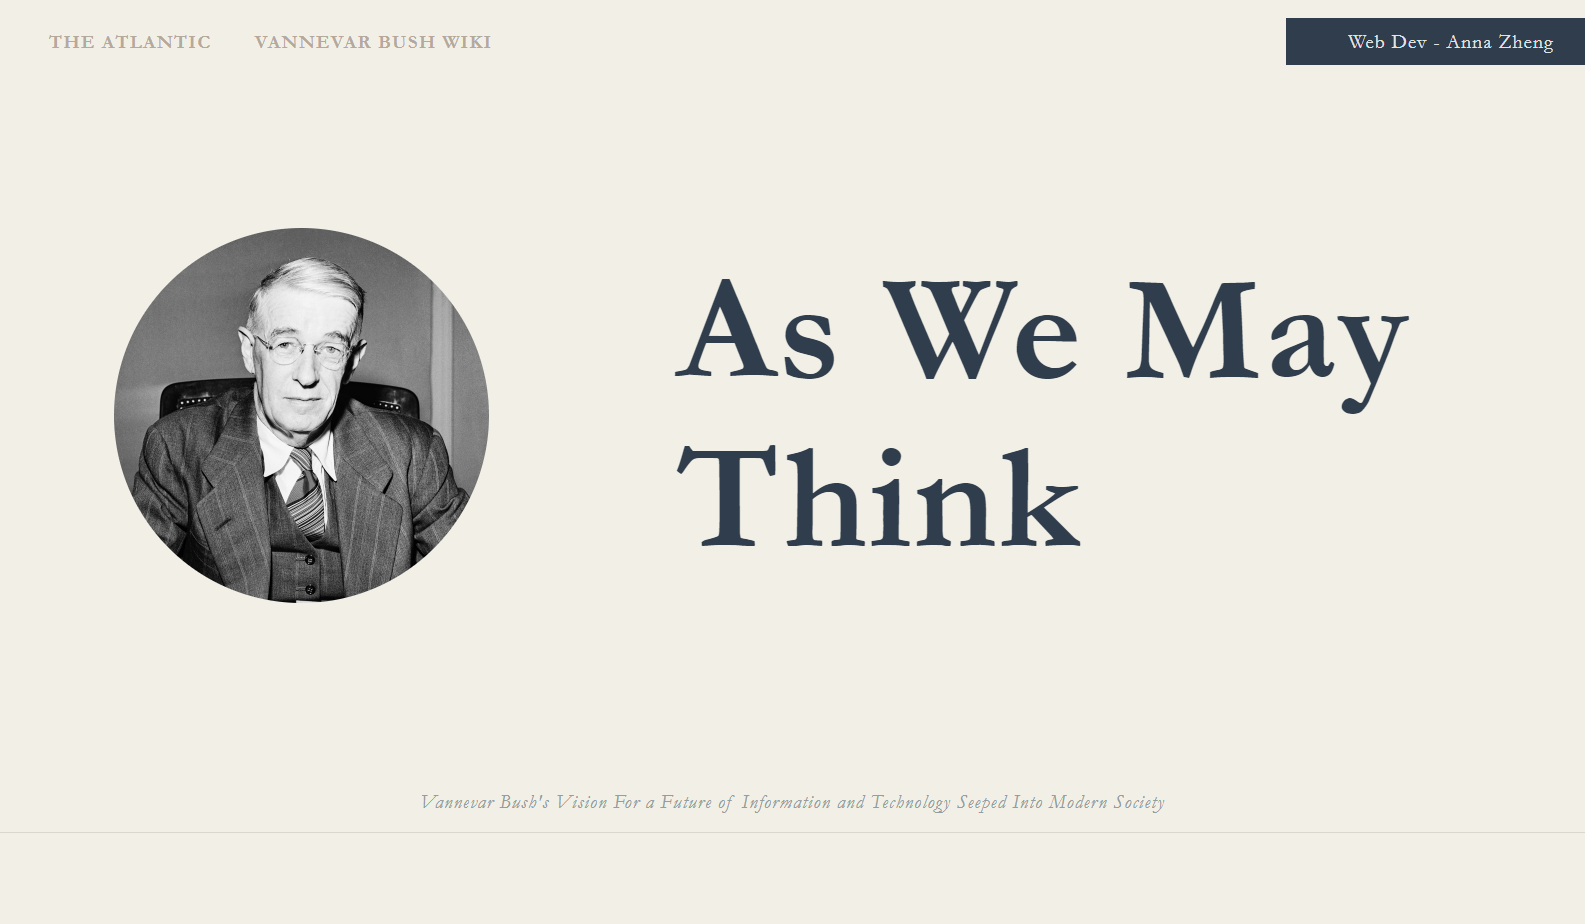 THE ATLANTIC
VANNEVAR BUSH WIKI
Web Dev - Anna Zheng
As We May
Think
Vannevar Bush's Vision For a Future of Information and Technology Seeped Into Modern Society